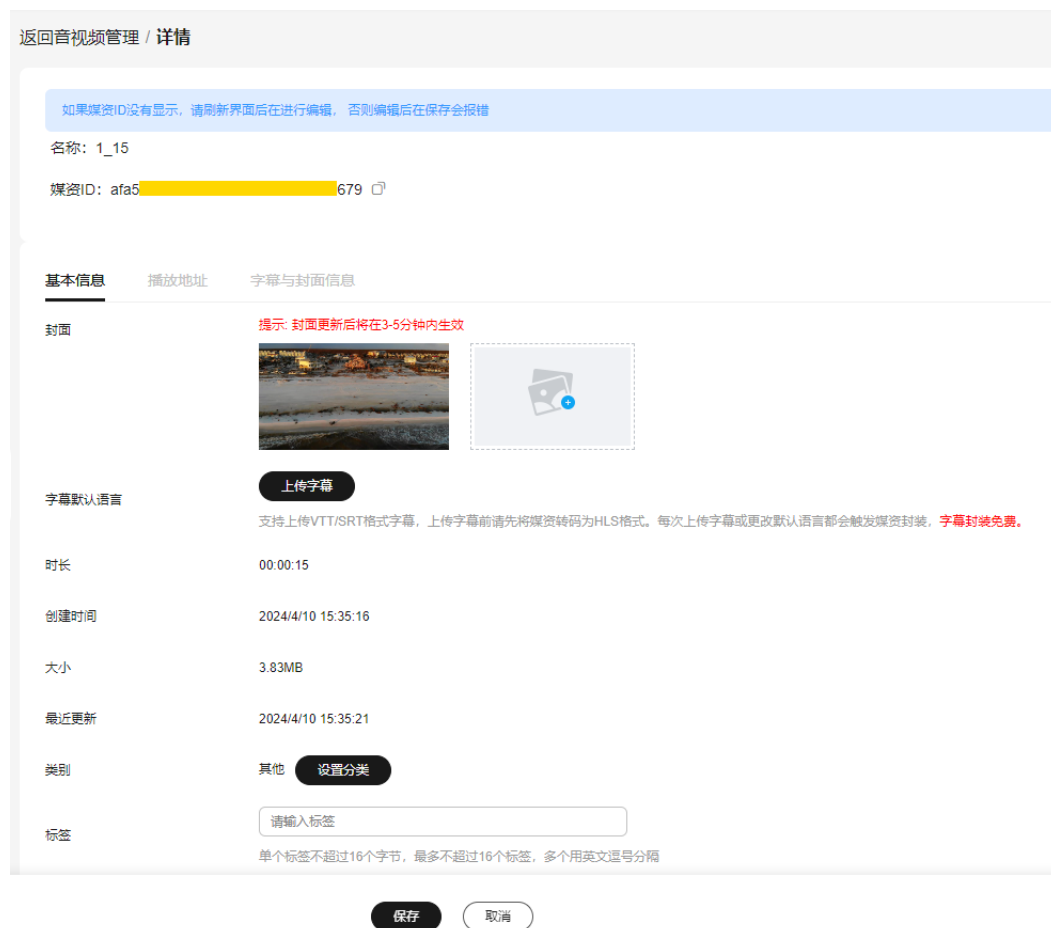 返回音视频管理 / 详情
如果媒资ID没有显示，请刷新界面后在进行编辑， 否则编辑后在保存会报错
名称：1_15
媒资ID：afa5 679
基本信息 播放地址 字幕与封面信息
封面 提示: 封面更新后将在3-5分钟内生效
上传字幕
字幕默认语言
支持上传VTT/SRT格式字幕，上传字幕前请先将媒资转码为HLS格式。每次上传字幕或更改默认语言都会触发媒资封装，字幕封装免费。
时长 00:00:15
创建时间 2024/4/10 15:35:16
大小 3.83MB
最近更新 2024/4/10 15:35:21
类别 其他 设置分类
请输入标签
标签
单个标签不超过16个字节，最多不超过16个标签，多个用英文逗号分隔
保存 取消